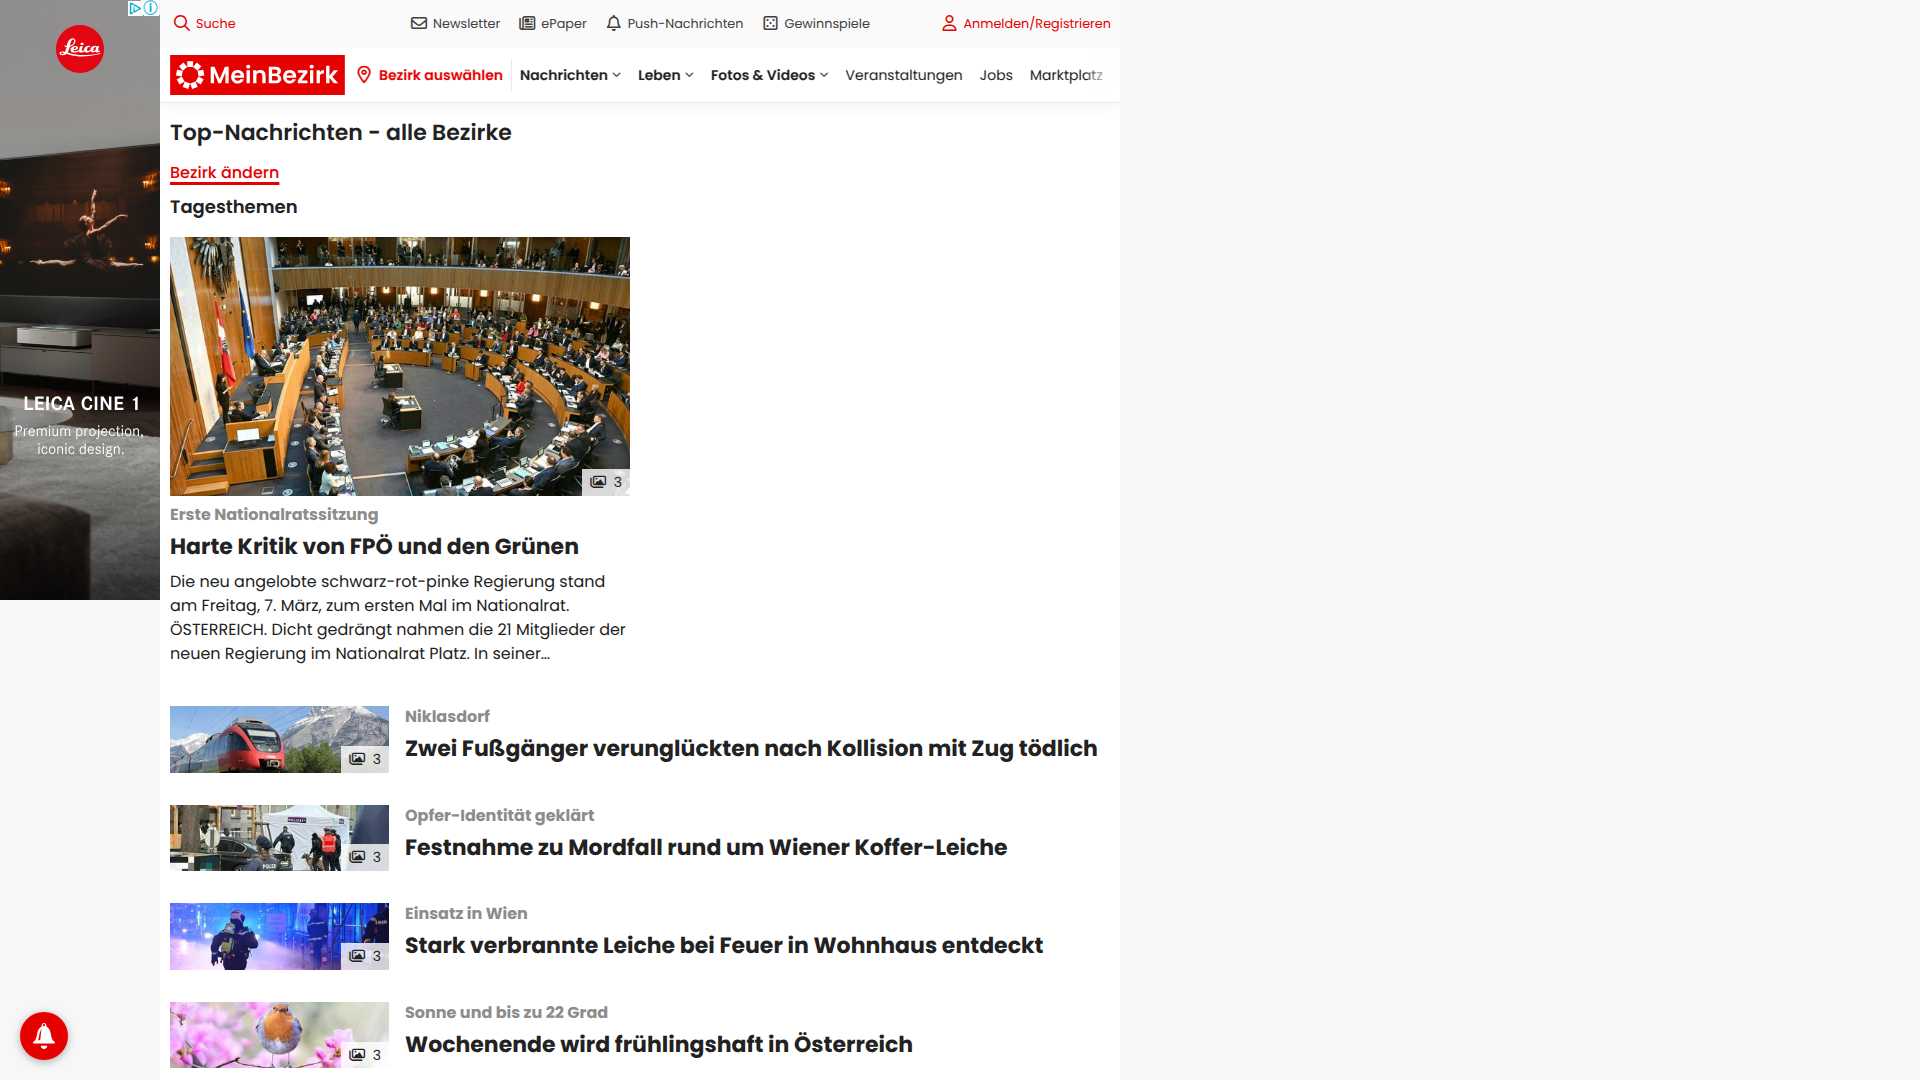 Leica
LEICA CINE 1
Premium projection,
iconic design.
Suche
Newsletter
ePaper
Push-Nachrichten
Gewinnspiele
Anmelden/Registrieren
MeinBezirk
Bezirk auswählen
Nachrichten
Leben
Fotos & Videos
Veranstaltungen
Jobs
Marktplatz
Top-Nachrichten - alle Bezirke
Bezirk ändern
Tagesthemen
3
Erste Nationalratssitzung
Harte Kritik von FPÖ und den Grünen
Die neu angelobte schwarz-rot-pinke Regierung stand
am Freitag, 7. März, zum ersten Mal im Nationalrat.
ÖSTERREICH. Dicht gedrängt nahmen die 21 Mitglieder der
neuen Regierung im Nationalrat Platz. In seiner...
3
Niklasdorf
Zwei Fußgänger verunglückten nach Kollision mit Zug tödlich
3
Opfer-Identität geklärt
Festnahme zu Mordfall rund um Wiener Koffer-Leiche
3
Einsatz in Wien
Stark verbrannte Leiche bei Feuer in Wohnhaus entdeckt
3
Sonne und bis zu 22 Grad
Wochenende wird frühlingshaft in Österreich